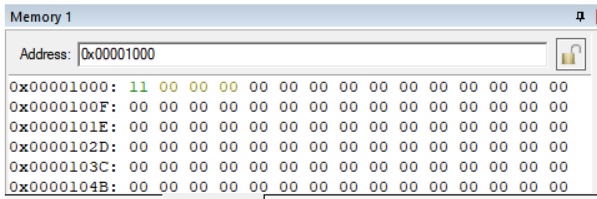 Memory 1
Address: 0x00001000
0x00001000: 11 00 00 00 00 00 00 00 00 00 00 00 00 00 00
0x0000100F: 00 00 00 00 00 00 00 00 00 00 00 00 00 00 00
0x0000101E: 00 00 00 00 00 00 00 00 00 00 00 00 00 00 00
0x0000102D: 00 00 00 00 00 00 00 00 00 00 00 00 00 00 00
0x0000103C: 00 00 00 00 00 00 00 00 00 00 00 00 00 00 00
0x0000104B: 00 00 00 00 00 00 00 00 00 00 00 00 00 00 00